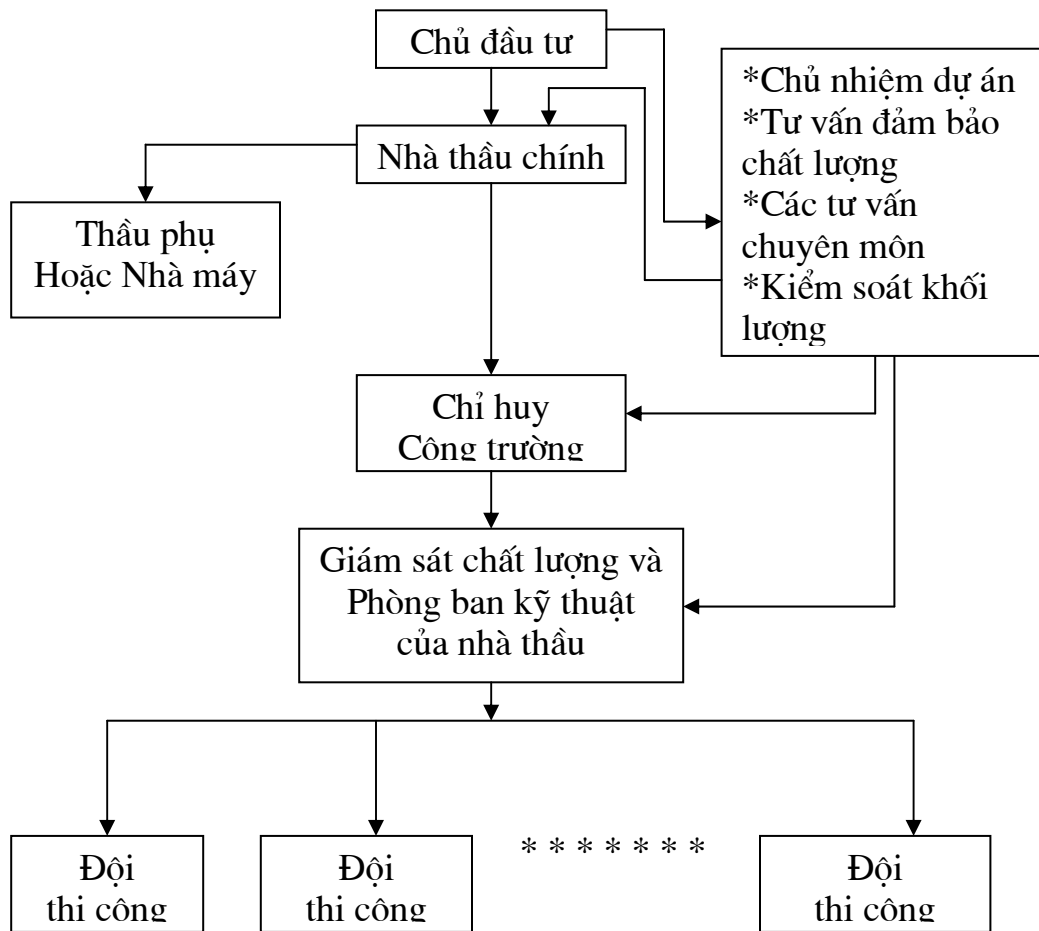 Chủ đầu tư
*Chủ nhiệm dự án
*Tư vấn đảm bảo
chất lượng
*Các tư vấn
chuyên môn
*Kiểm soát khối
lượng
Nhà thầu chính
Thầu phụ
Hoặc Nhà máy
Chỉ huy
Công trường
Giám sát chất lượng và
Phòng ban kỹ thuật
của nhà thầu
* * * * * * *
Đội
thi công
Đội
thi công
Đội
thi công